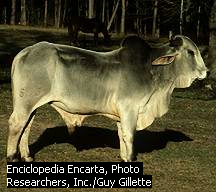 Enciclopedia Encarta, Photo
Researchers, Inc./Guy Gillette